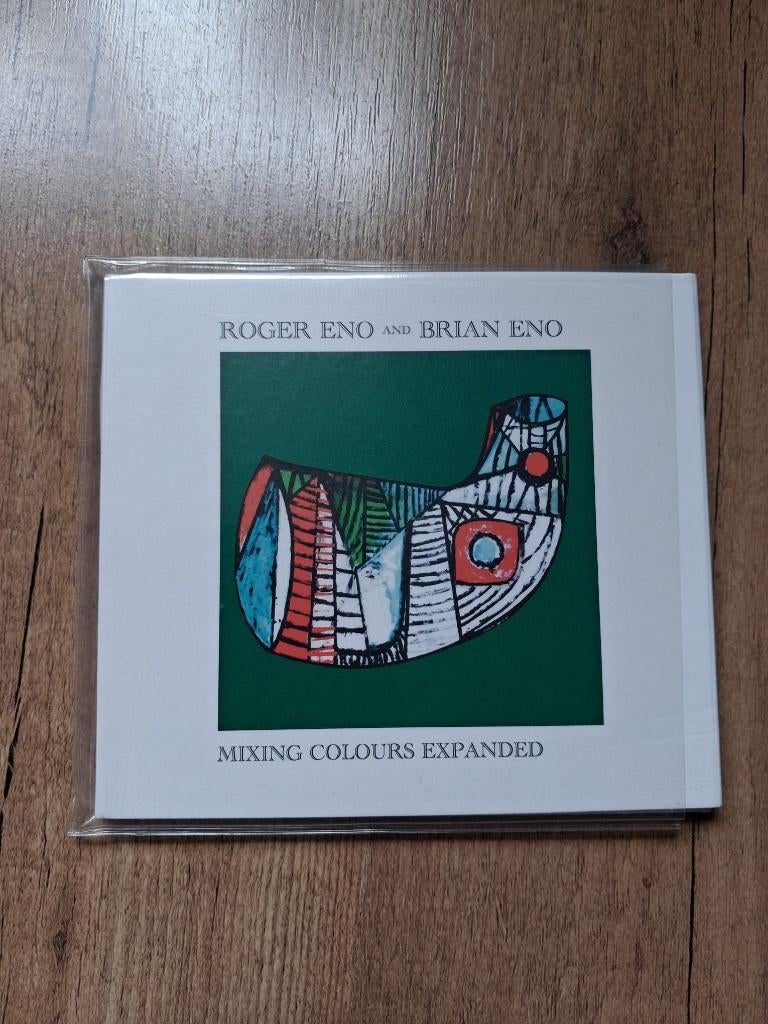 ROGER ENO AND BRIAN ENO
MIXING COLOURS EXPANDED